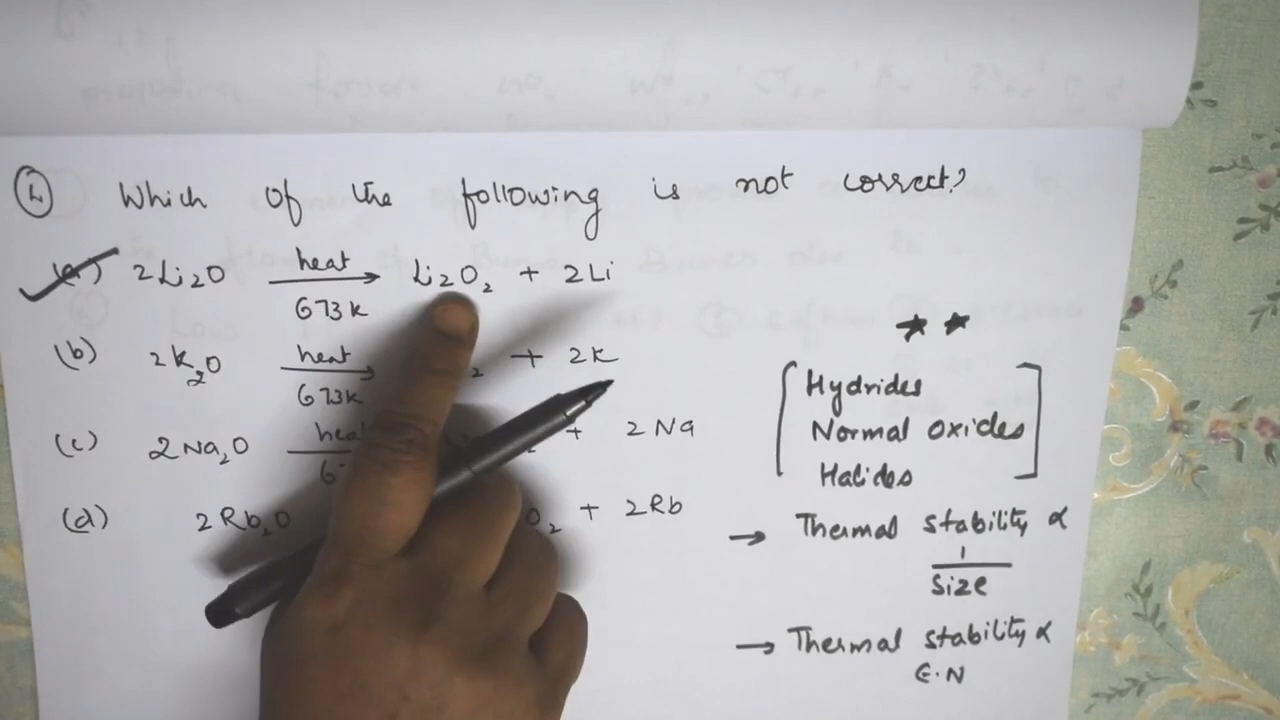 4 Which of the following is not correct?
(a) 2Li₂O heat 673K → Li₂O₂ + 2Li
(b) 2K₂O heat 673K → ₂ + 2K
(c) 2Na₂O + 2Na
(d) 2Rb₂O O₂ + 2Rb
★ ★
[Hydrides
Normal oxides
Halides]
→ Thermal stability ∝
1
Size
→ Thermal stability ∝
E.N